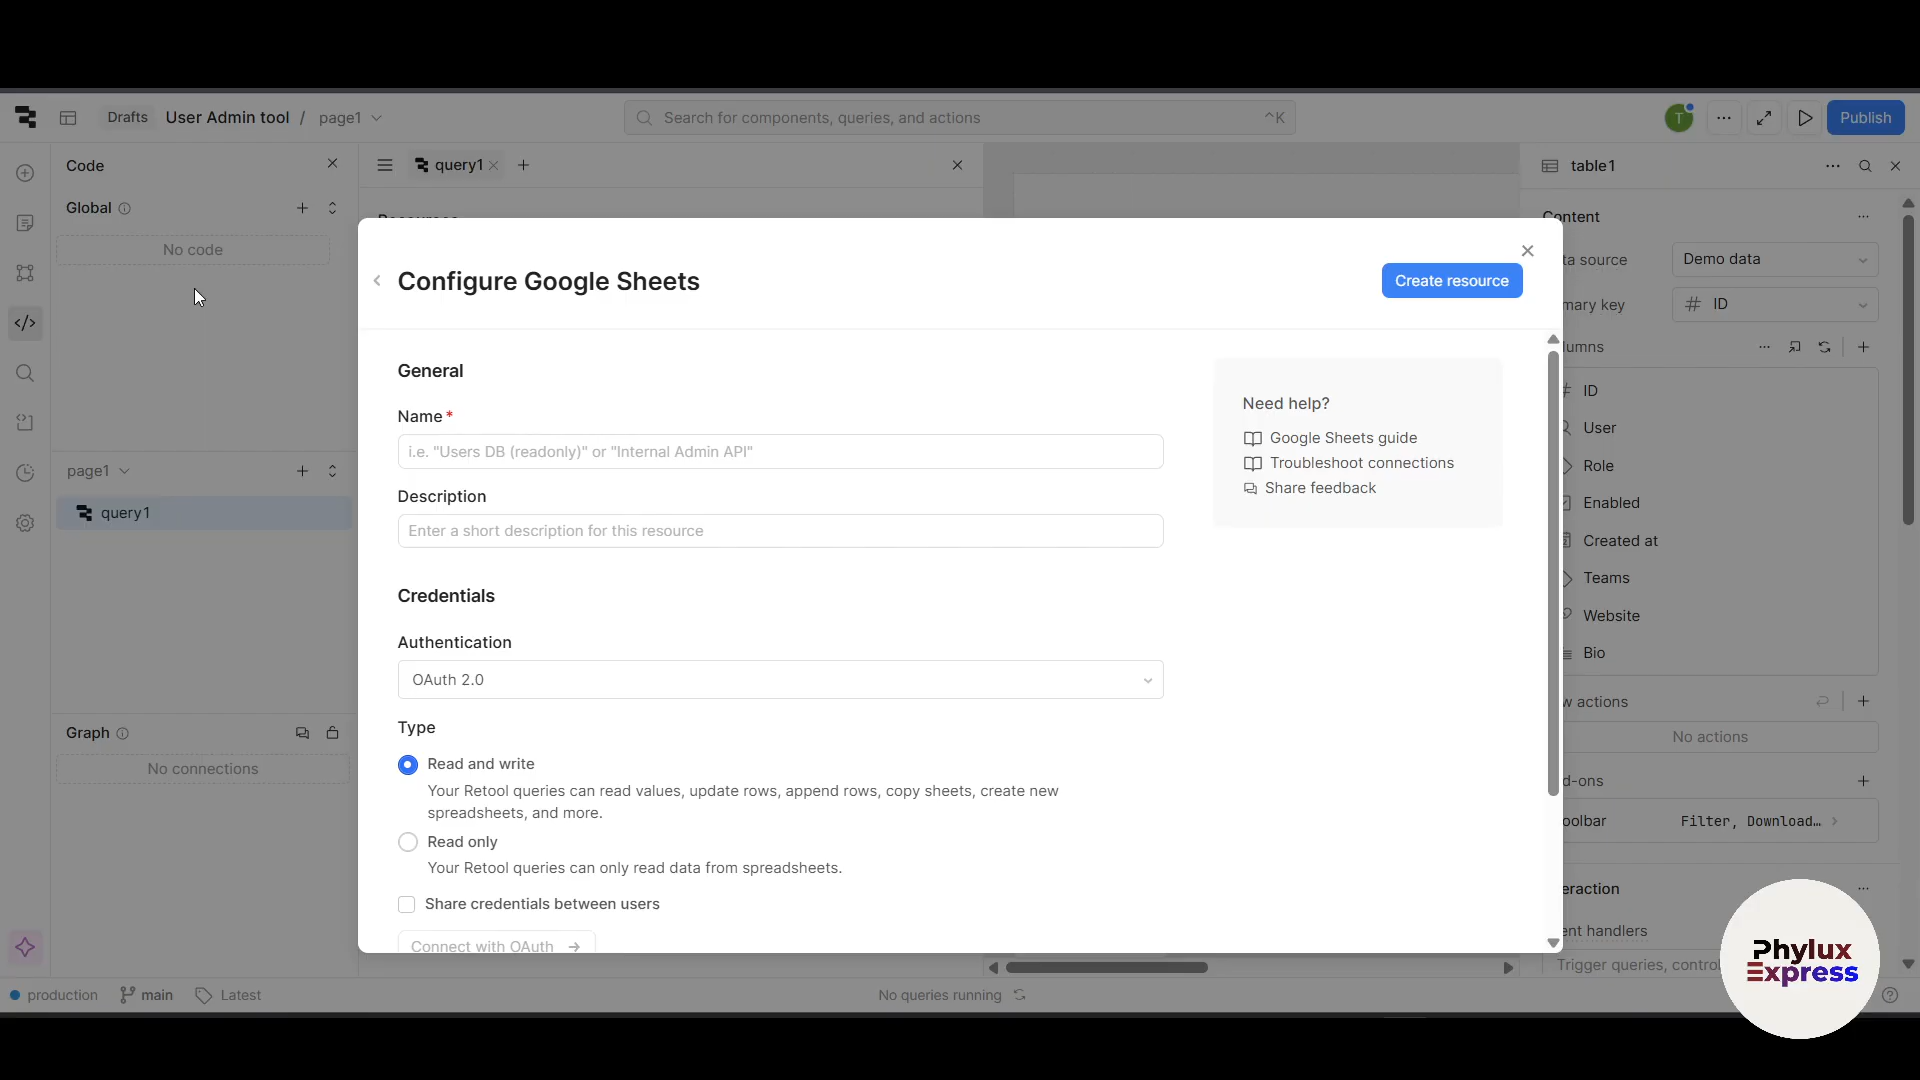 Drafts
User Admin tool / page1
Search for components, queries, and actions
^K
T
Publish
Code
Global
No code
page1
query1
Graph
No connections
query1
Configure Google Sheets
Create resource
General
Name *
i.e. "Users DB (readonly)" or "Internal Admin API"
Description
Enter a short description for this resource
Credentials
Authentication
OAuth 2.0
Type
Read and write
Your Retool queries can read values, update rows, append rows, copy sheets, create new
spreadsheets, and more.
Read only
Your Retool queries can only read data from spreadsheets.
Share credentials between users
Connect with OAuth
Need help?
Google Sheets guide
Troubleshoot connections
Share feedback
table1
Content
ta source
Demo data
mary key
ID
lumns
ID
User
Role
Enabled
Created at
Teams
Website
Bio
w actions
No actions
d-ons
oolbar
Filter, Download…
eraction
ent handlers
Trigger queries, control
production
main
Latest
No queries running
Phylux
Express